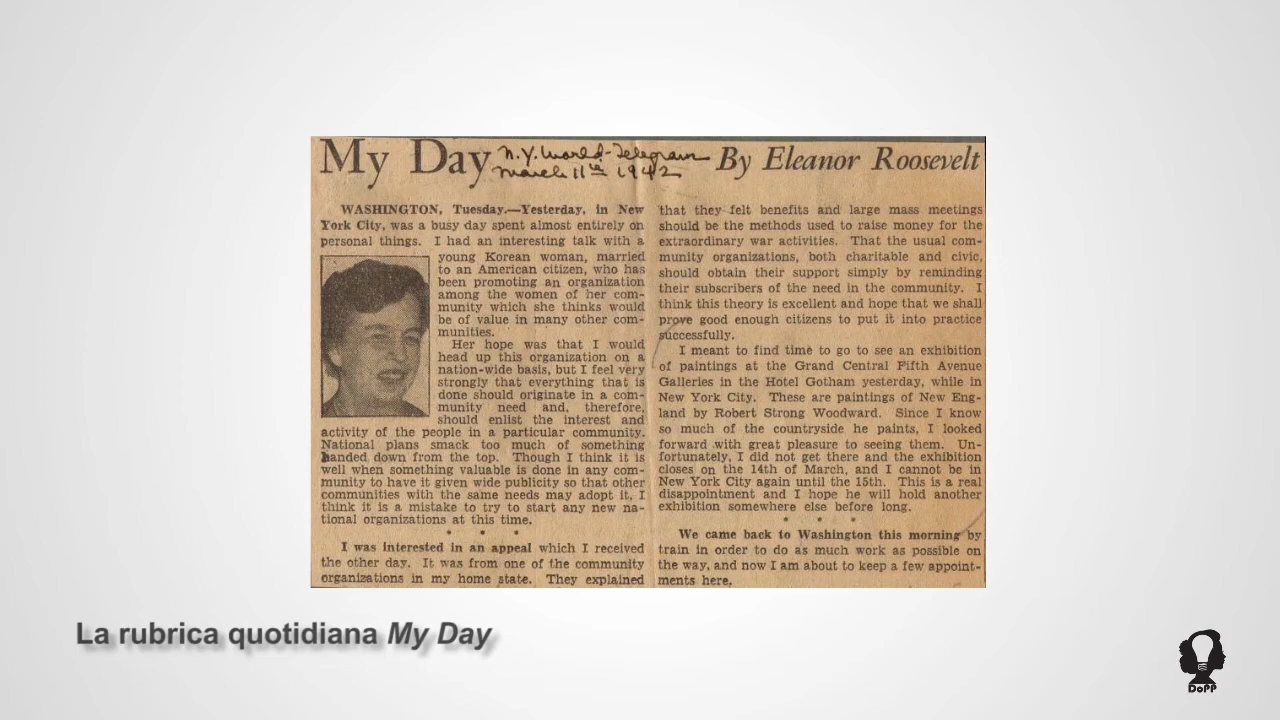 My Day
N.Y. World-Telegram
March 11th 1942
By Eleanor Roosevelt
WASHINGTON, Tuesday.—Yesterday, in New
York City, was a busy day spent almost entirely on
personal things. I had an interesting talk with a
young Korean woman, married
to an American citizen, who has
been promoting an organization
among the women of her com-
munity which she thinks would
be of value in many other com-
munities.
Her hope was that I would
head up this organization on a
nation-wide basis, but I feel very
strongly that everything that is
done should originate in a com-
munity need and, therefore,
should enlist the interest and
activity of the people in a particular community.
National plans smack too much of something
handed down from the top. Though I think it is
well when something valuable is done in any com-
munity to have it given wide publicity so that other
communities with the same needs may adopt it, I
think it is a mistake to try to start any new na-
tional organizations at this time.
* * *
I was interested in an appeal which I received
the other day. It was from one of the community
organizations in my home state. They explained
that they felt benefits and large mass meetings
should be the methods used to raise money for the
extraordinary war activities. That the usual com-
munity organizations, both charitable and civic,
should obtain their support simply by reminding
their subscribers of the need in the community. I
think this theory is excellent and hope that we shall
prove good enough citizens to put it into practice
successfully.
I meant to find time to go to see an exhibition
of paintings at the Grand Central Fifth Avenue
Galleries in the Hotel Gotham yesterday, while in
New York City. These are paintings of New Eng-
land by Robert Strong Woodward. Since I know
so much of the countryside he paints, I looked
forward with great pleasure to seeing them. Un-
fortunately, I did not get there and the exhibition
closes on the 14th of March, and I cannot be in
New York City again until the 15th. This is a real
disappointment and I hope he will hold another
exhibition somewhere else before long.
* * *
We came back to Washington this morning by
train in order to do as much work as possible on
the way, and now I am about to keep a few appoint-
ments here.
La rubrica quotidiana My Day
DoPP